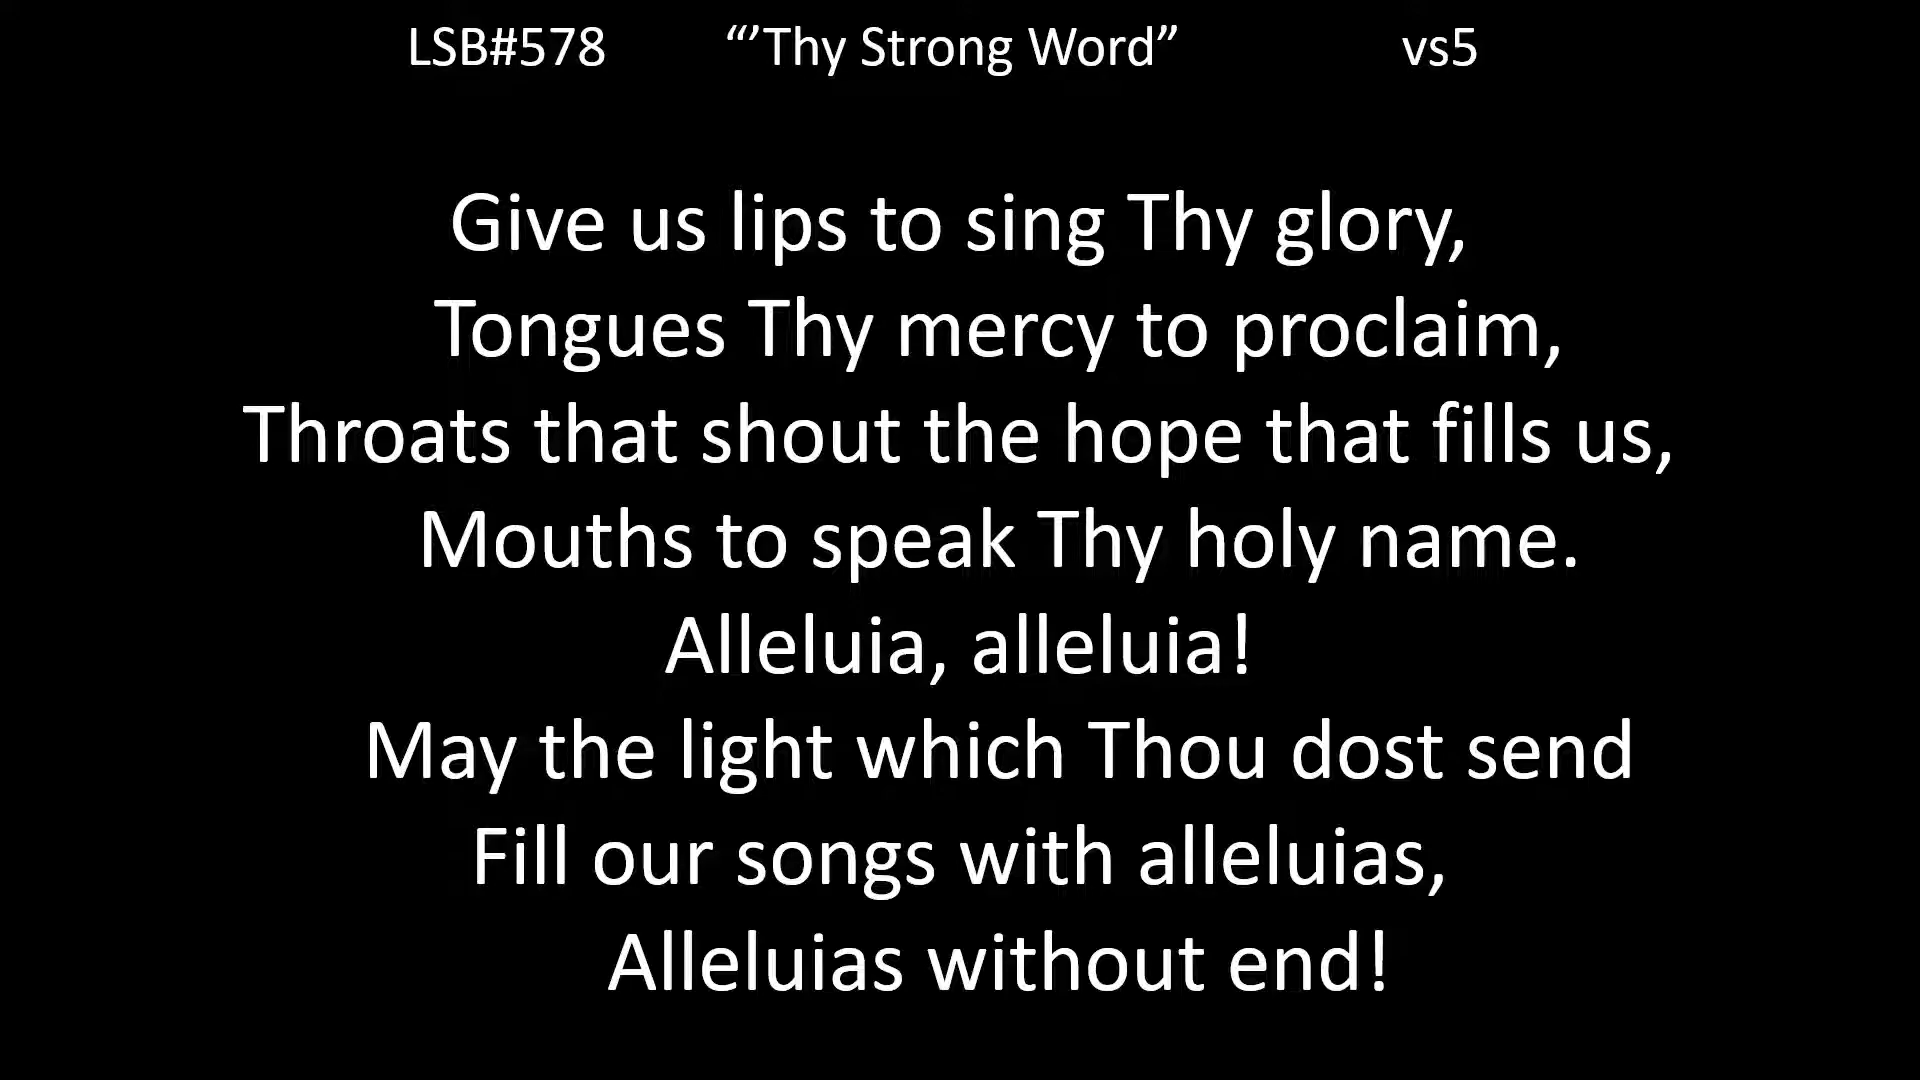 LSB#578 “’Thy Strong Word” vs5
Give us lips to sing Thy glory,
Tongues Thy mercy to proclaim,
Throats that shout the hope that fills us,
Mouths to speak Thy holy name.
Alleluia, alleluia!
May the light which Thou dost send
Fill our songs with alleluias,
Alleluias without end!